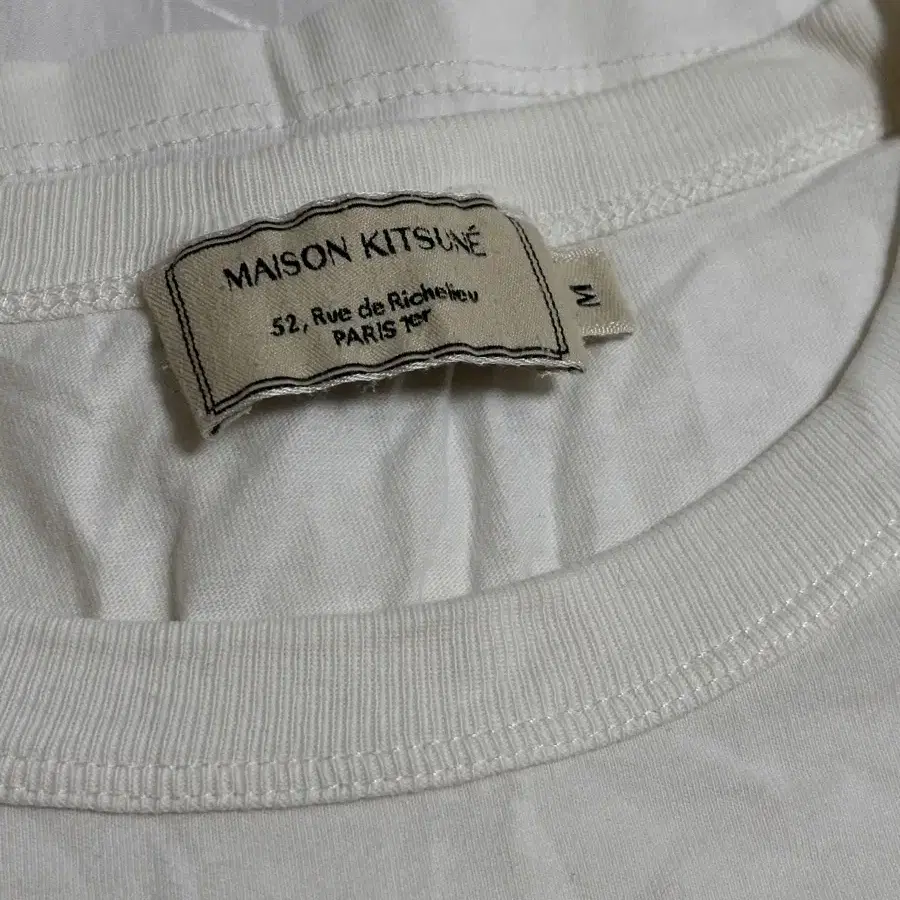 MAISON KITSUNÉ
52, Rue de Richelieu
PARIS 1er
M